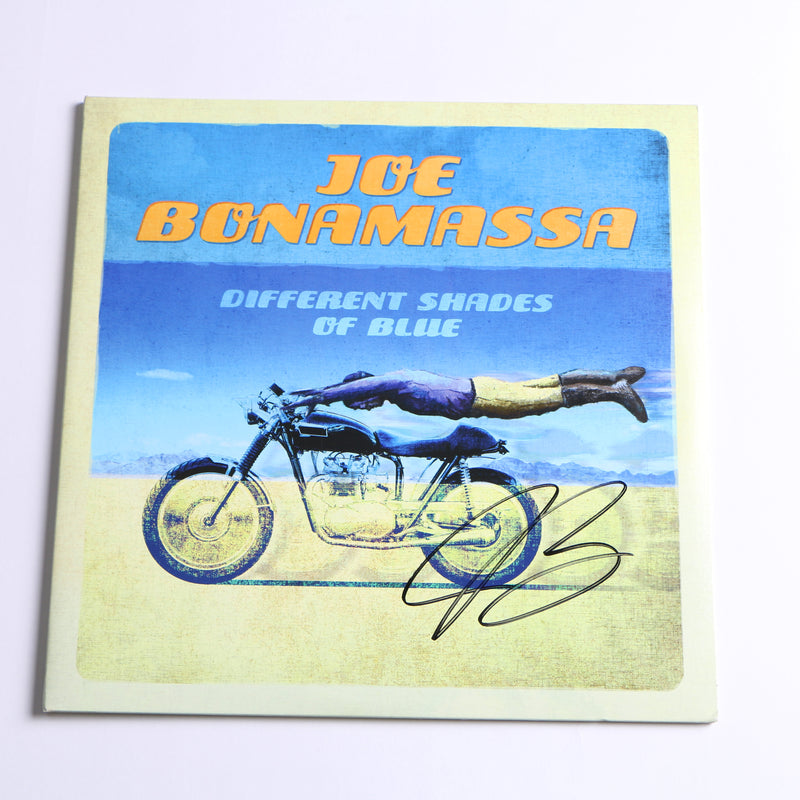 JOE
BONAMASSA
DIFFERENT SHADES
OF BLUE